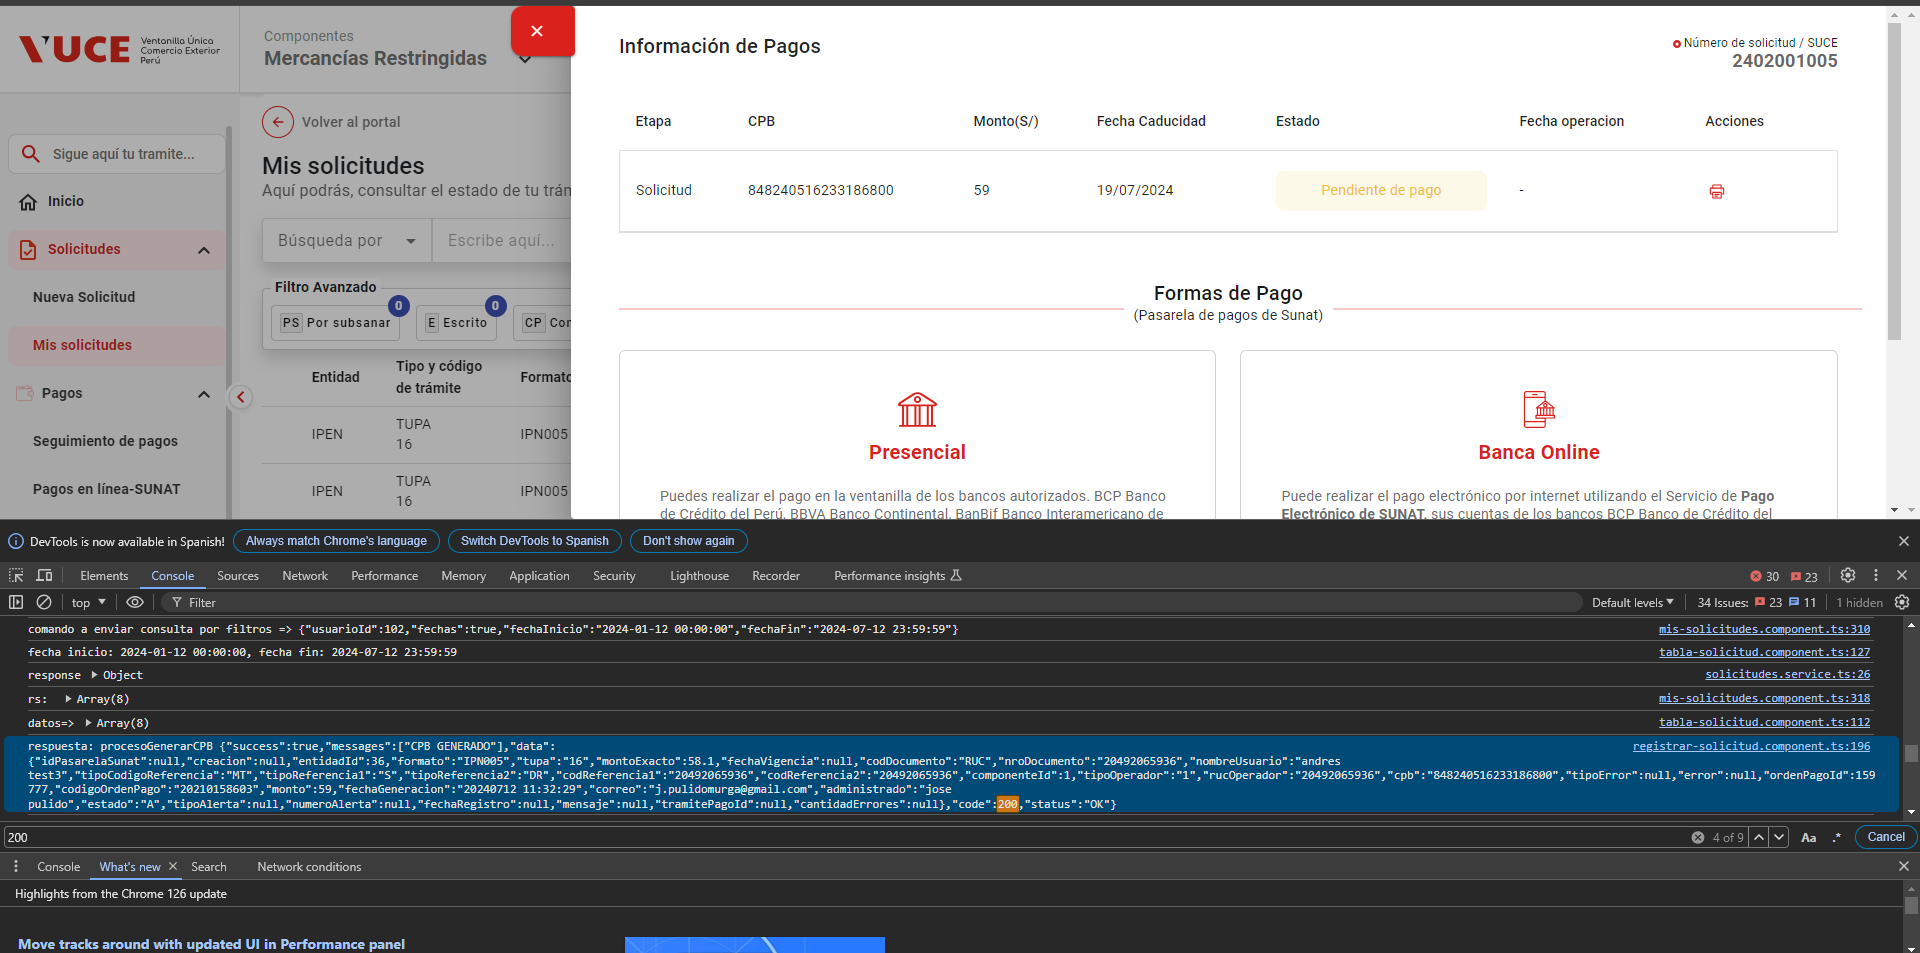 VUCE
Ventanilla Única
Comercio Exterior
Perú
Componentes
Mercancías Restringidas
Información de Pagos
Número de solicitud / SUCE
2402001005
Sigue aquí tu tramite...
Inicio
Solicitudes
Nueva Solicitud
Mis solicitudes
Pagos
Seguimiento de pagos
Pagos en línea-SUNAT
Volver al portal
Mis solicitudes
Aquí podrás, consultar el estado de tu trám
Búsqueda por
Escribe aquí...
Filtro Avanzado
PS Por subsanar 0
E Escrito 0
CP Con
Entidad Tipo y código de trámite Formato
IPEN TUPA 16 IPN005
IPEN TUPA 16 IPN005
Etapa CPB Monto(S/) Fecha Caducidad Estado Fecha operacion Acciones
Solicitud 848240516233186800 59 19/07/2024 Pendiente de pago -
Formas de Pago
(Pasarela de pagos de Sunat)
Presencial
Puedes realizar el pago en la ventanilla de los bancos autorizados. BCP Banco
de Crédito del Perú, BBVA Banco Continental, BanBif Banco Interamericano de
Banca Online
Puede realizar el pago electrónico por internet utilizando el Servicio de Pago
Electrónico de SUNAT, sus cuentas de los bancos BCP Banco de Crédito del
DevTools is now available in Spanish! Always match Chrome's language Switch DevTools to Spanish Don't show again
Elements Console Sources Network Performance Memory Application Security Lighthouse Recorder Performance insights 30 23
top Filter Default levels 34 Issues: 23 11 1 hidden
comando a enviar consulta por filtros => {"usuarioId":102,"fechas":true,"fechaInicio":"2024-01-12 00:00:00","fechaFin":"2024-07-12 23:59:59"} mis-solicitudes.component.ts:310
fecha inicio: 2024-01-12 00:00:00, fecha fin: 2024-07-12 23:59:59 tabla-solicitud.component.ts:127
response Object solicitudes.service.ts:26
rs: Array(8) mis-solicitudes.component.ts:318
datos=> Array(8) tabla-solicitud.component.ts:112
respuesta: procesoGenerarCPB {"success":true,"messages":["CPB GENERADO"],"data": registrar-solicitud.component.ts:196
{"idPasarelaSunat":null,"creacion":null,"entidadId":36,"formato":"IPN005","tupa":"16","montoExacto":58.1,"fechaVigencia":null,"codDocumento":"RUC","nroDocumento":"20492065936","nombreUsuario":"andres
test3","tipoCodigoReferencia":"MT","tipoReferencia1":"S","tipoReferencia2":"DR","codReferencia1":"20492065936","codReferencia2":"20492065936","componenteId":1,"tipoOperador":"1","rucOperador":"20492065936","cpb":"848240516233186800","tipoError":null,"error":null,"ordenPagoId":159
777,"codigoOrdenPago":"20210158603","monto":59,"fechaGeneracion":"20240712 11:32:29","correo":"j.pulidomurga@gmail.com","administrado":"jose
pulido","estado":"A","tipoAlerta":null,"numeroAlerta":null,"fechaRegistro":null,"mensaje":null,"tramitePagoId":null,"cantidadErrores":null},"code":200,"status":"OK"}
200 4 of 9 Aa .* Cancel
Console What's new Search Network conditions
Highlights from the Chrome 126 update
Move tracks around with updated UI in Performance panel